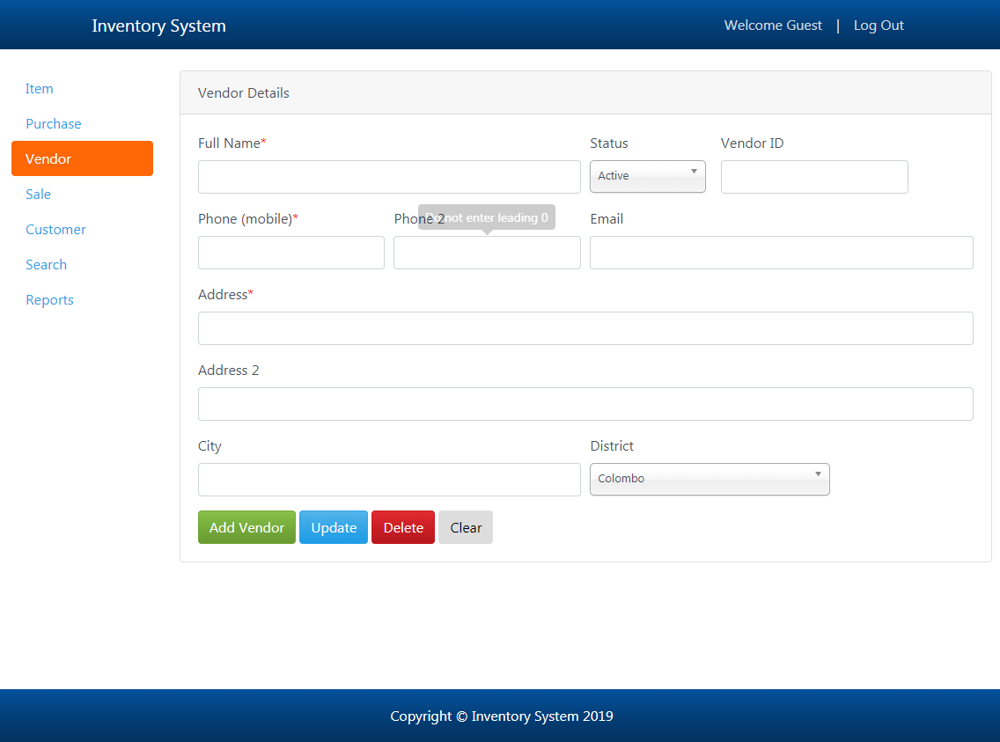 Inventory System
Welcome Guest | Log Out
Item
Purchase
Vendor
Sale
Customer
Search
Reports
Vendor Details
Full Name*
Status
Vendor ID
Active
Phone (mobile)*
Phone 2
Do not enter leading 0
Email
Address*
Address 2
City
District
Colombo
Add Vendor
Update
Delete
Clear
Copyright © Inventory System 2019